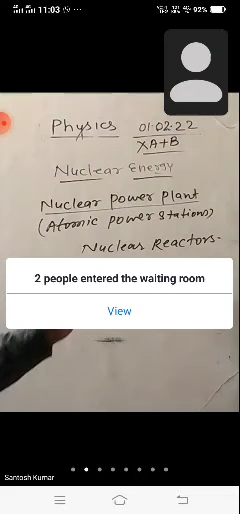 11:03
92%
Physics 01.02.22
XA+B
Nuclear Energy
Nuclear Power Plant
(Atomic power stations)
Nuclear Reactors.
2 people entered the waiting room
View
Santosh Kumar